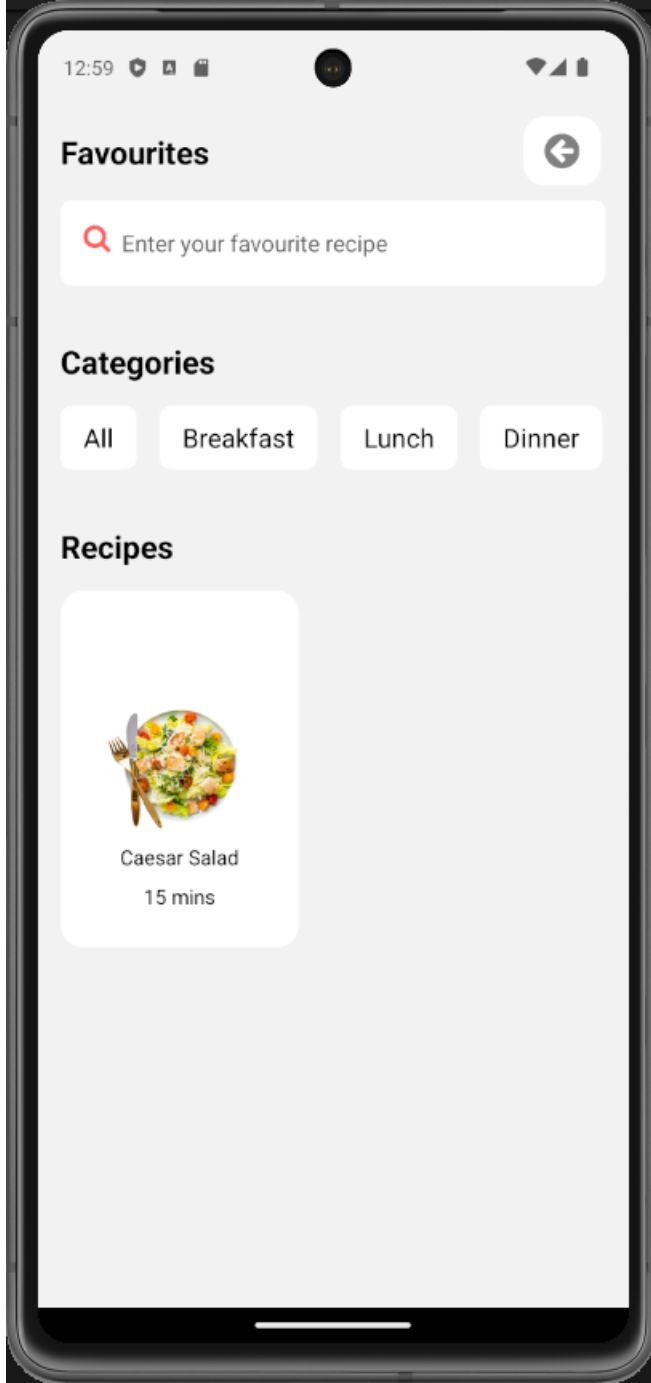 12:59
Favourites
Enter your favourite recipe
Categories
All Breakfast Lunch Dinner
Recipes
Caesar Salad
15 mins